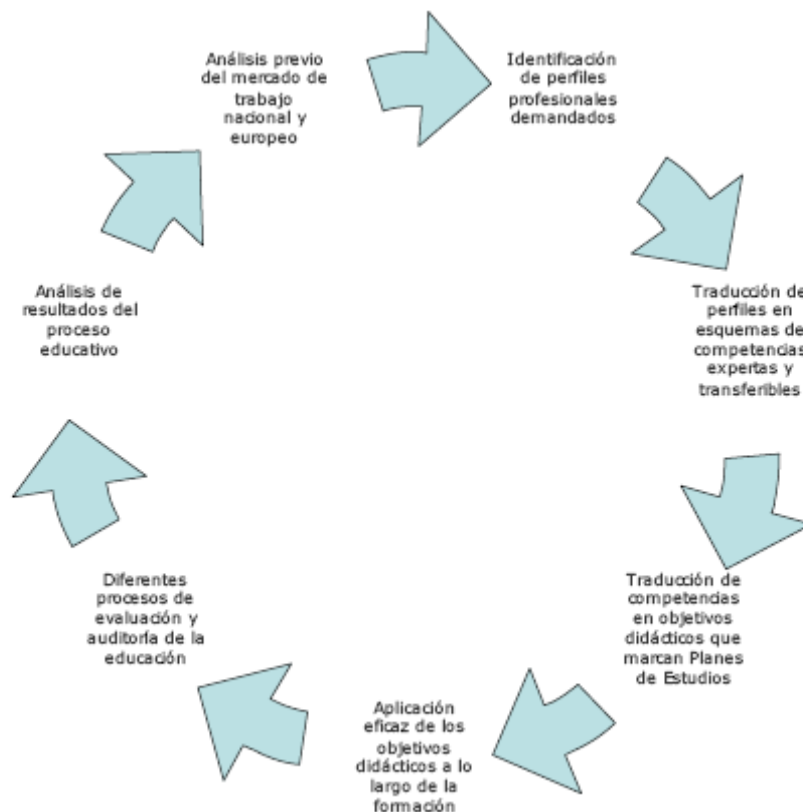 Análisis previo
del mercado de
trabajo
nacional y
europeo
Identificación
de perfiles
profesionales
demandados
Traducción de
perfiles en
esquemas de
competencias
expertas y
transferibles
Traducción de
competencias
en objetivos
didácticos que
marcan Planes
de Estudios
Aplicación
eficaz de los
objetivos
didácticos a lo
largo de la
formación
Diferentes
procesos de
evaluación y
auditoría de la
educación
Análisis de
resultados del
proceso
educativo